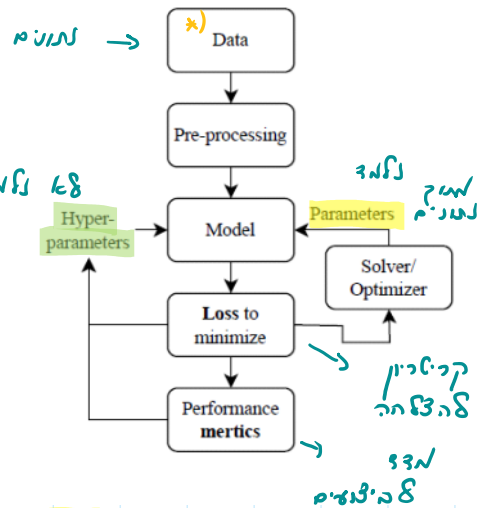 *)
נתונים
Data
Pre-processing
נלמד
מתוך
נתונים
לא
Hyper-
parameters
Model
Parameters
Solver/
Optimizer
Loss to
minimize
קריטריון
להצלחה
Performance
mertics
מדד
לביצועים